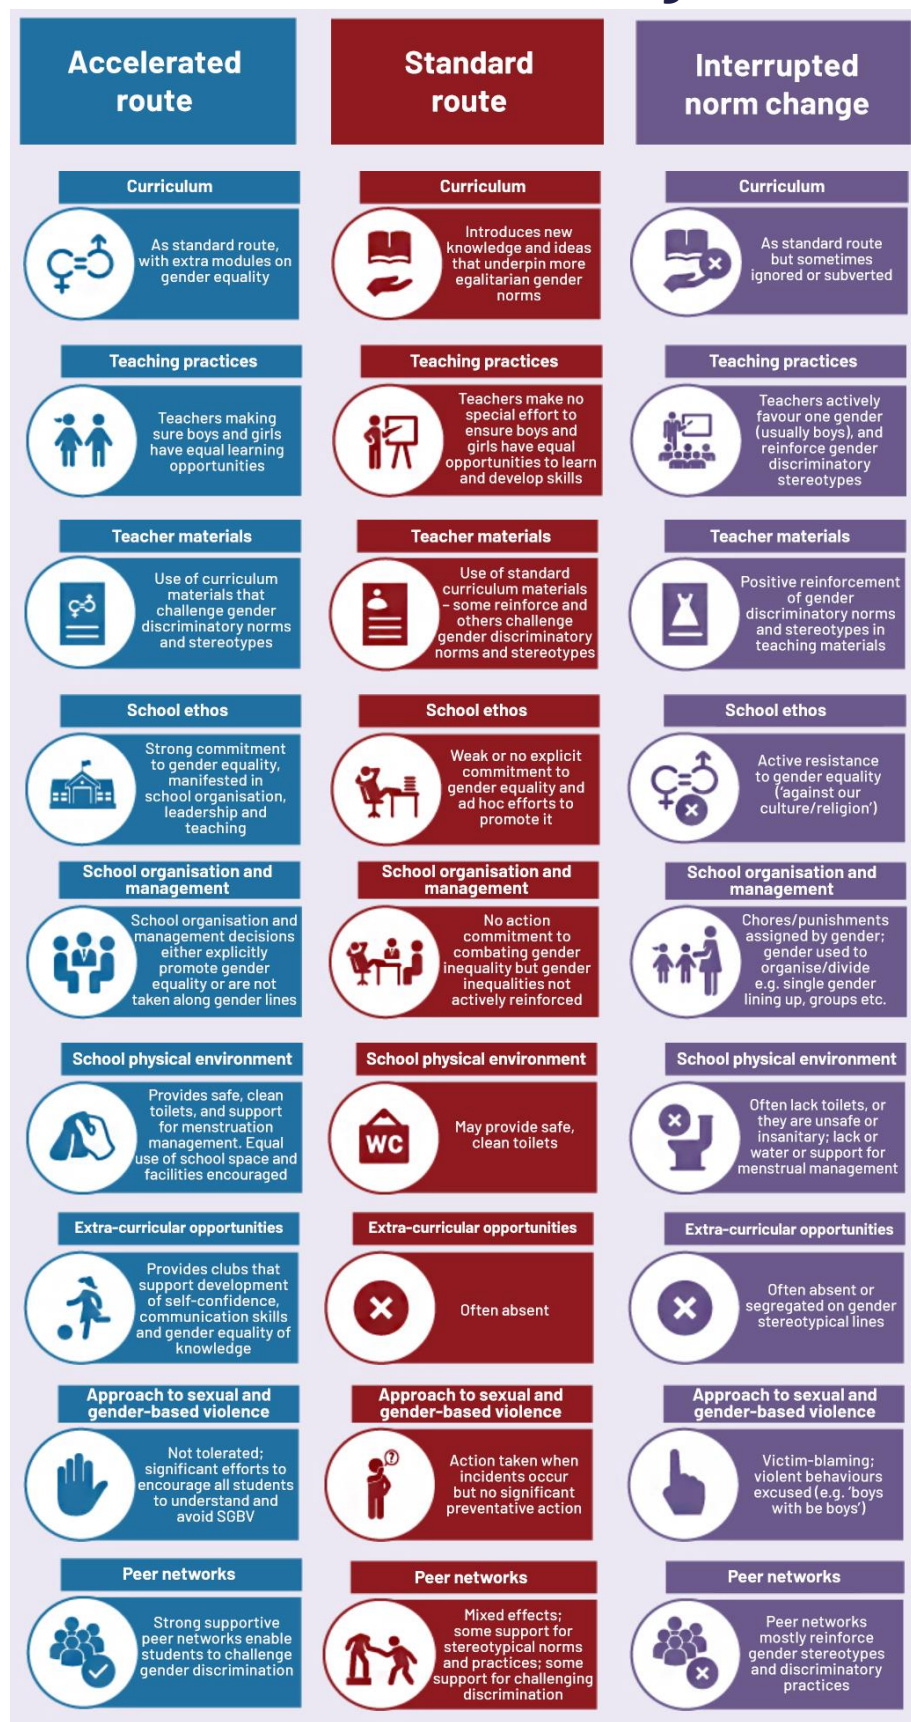 Accelerated
route
Standard
route
Interrupted
norm change
Curriculum
As standard route,
with extra modules on
gender equality
Curriculum
Introduces new
knowledge and ideas
that underpin more
egalitarian gender
norms
Curriculum
As standard route
but sometimes
ignored or subverted
Teaching practices
Teachers making
sure boys and girls
have equal learning
opportunities
Teaching practices
Teachers make no
special effort to
ensure boys and
girls have equal
opportunities to learn
and develop skills
Teaching practices
Teachers actively
favour one gender
(usually boys), and
reinforce gender
discriminatory
stereotypes
Teacher materials
Use of curriculum
materials that
challenge gender
discriminatory norms
and stereotypes
Teacher materials
Use of standard
curriculum materials
– some reinforce and
others challenge
gender discriminatory
norms and stereotypes
Teacher materials
Positive reinforcement
of gender
discriminatory norms
and stereotypes in
teaching materials
School ethos
Strong commitment
to gender equality,
manifested in
school organisation,
leadership and
teaching
School ethos
Weak or no explicit
commitment to
gender equality and
ad hoc efforts to
promote it
School ethos
Active resistance
to gender equality
('against our
culture/religion')
School organisation and
management
School organisation and
management decisions
either explicitly
promote gender
equality or are not
taken along gender lines
School organisation and
management
No action
commitment to
combating gender
inequality but gender
inequalities not
actively reinforced
School organisation and
management
Chores/punishments
assigned by gender;
gender used to
organise/divide
e.g. single gender
lining up, groups etc.
School physical environment
Provides safe, clean
toilets, and support
for menstruation
management. Equal
use of school space and
facilities encouraged
School physical environment
WC
May provide safe,
clean toilets
School physical environment
Often lack toilets, or
they are unsafe or
insanitary; lack or
water or support for
menstrual management
Extra-curricular opportunities
Provides clubs that
support development
of self-confidence,
communication skills
and gender equality of
knowledge
Extra-curricular opportunities
Often absent
Extra-curricular opportunities
Often absent or
segregated on gender
stereotypical lines
Approach to sexual and
gender-based violence
Not tolerated;
significant efforts to
encourage all students
to understand and
avoid SGBV
Approach to sexual and
gender-based violence
?
Action taken when
incidents occur
but no significant
preventative action
Approach to sexual and
gender-based violence
Victim-blaming;
violent behaviours
excused (e.g. 'boys
with be boys')
Peer networks
Strong supportive
peer networks enable
students to challenge
gender discrimination
Peer networks
Mixed effects;
some support for
stereotypical norms
and practices; some
support for challenging
discrimination
Peer networks
Peer networks
mostly reinforce
gender stereotypes
and discriminatory
practices